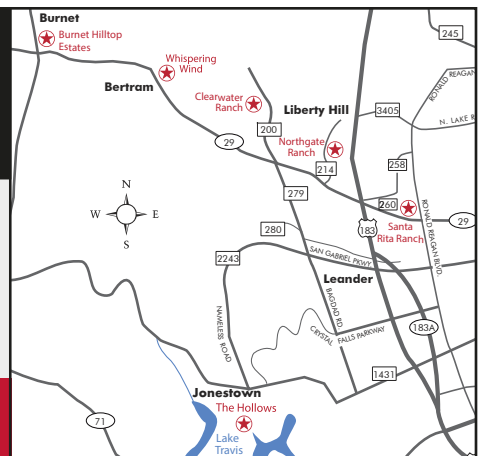 Burnet
Burnet Hilltop
Estates
245
Whispering
Wind
RONALD REAGAN
Bertram
Clearwater
Ranch
Liberty Hill
3405
N. LAKE
200
29
Northgate
Ranch
214
258
279
260
N
W E
S
Santa
Rita Ranch
29
183
280
2243
SAN GABRIEL PKWY.
RONALD REAGAN BLVD.
Leander
BAGDAD RD.
NAMELESS ROAD
CRYSTAL FALLS PARKWAY
183A
1431
Jonestown
The Hollows
71
Lake
Travis